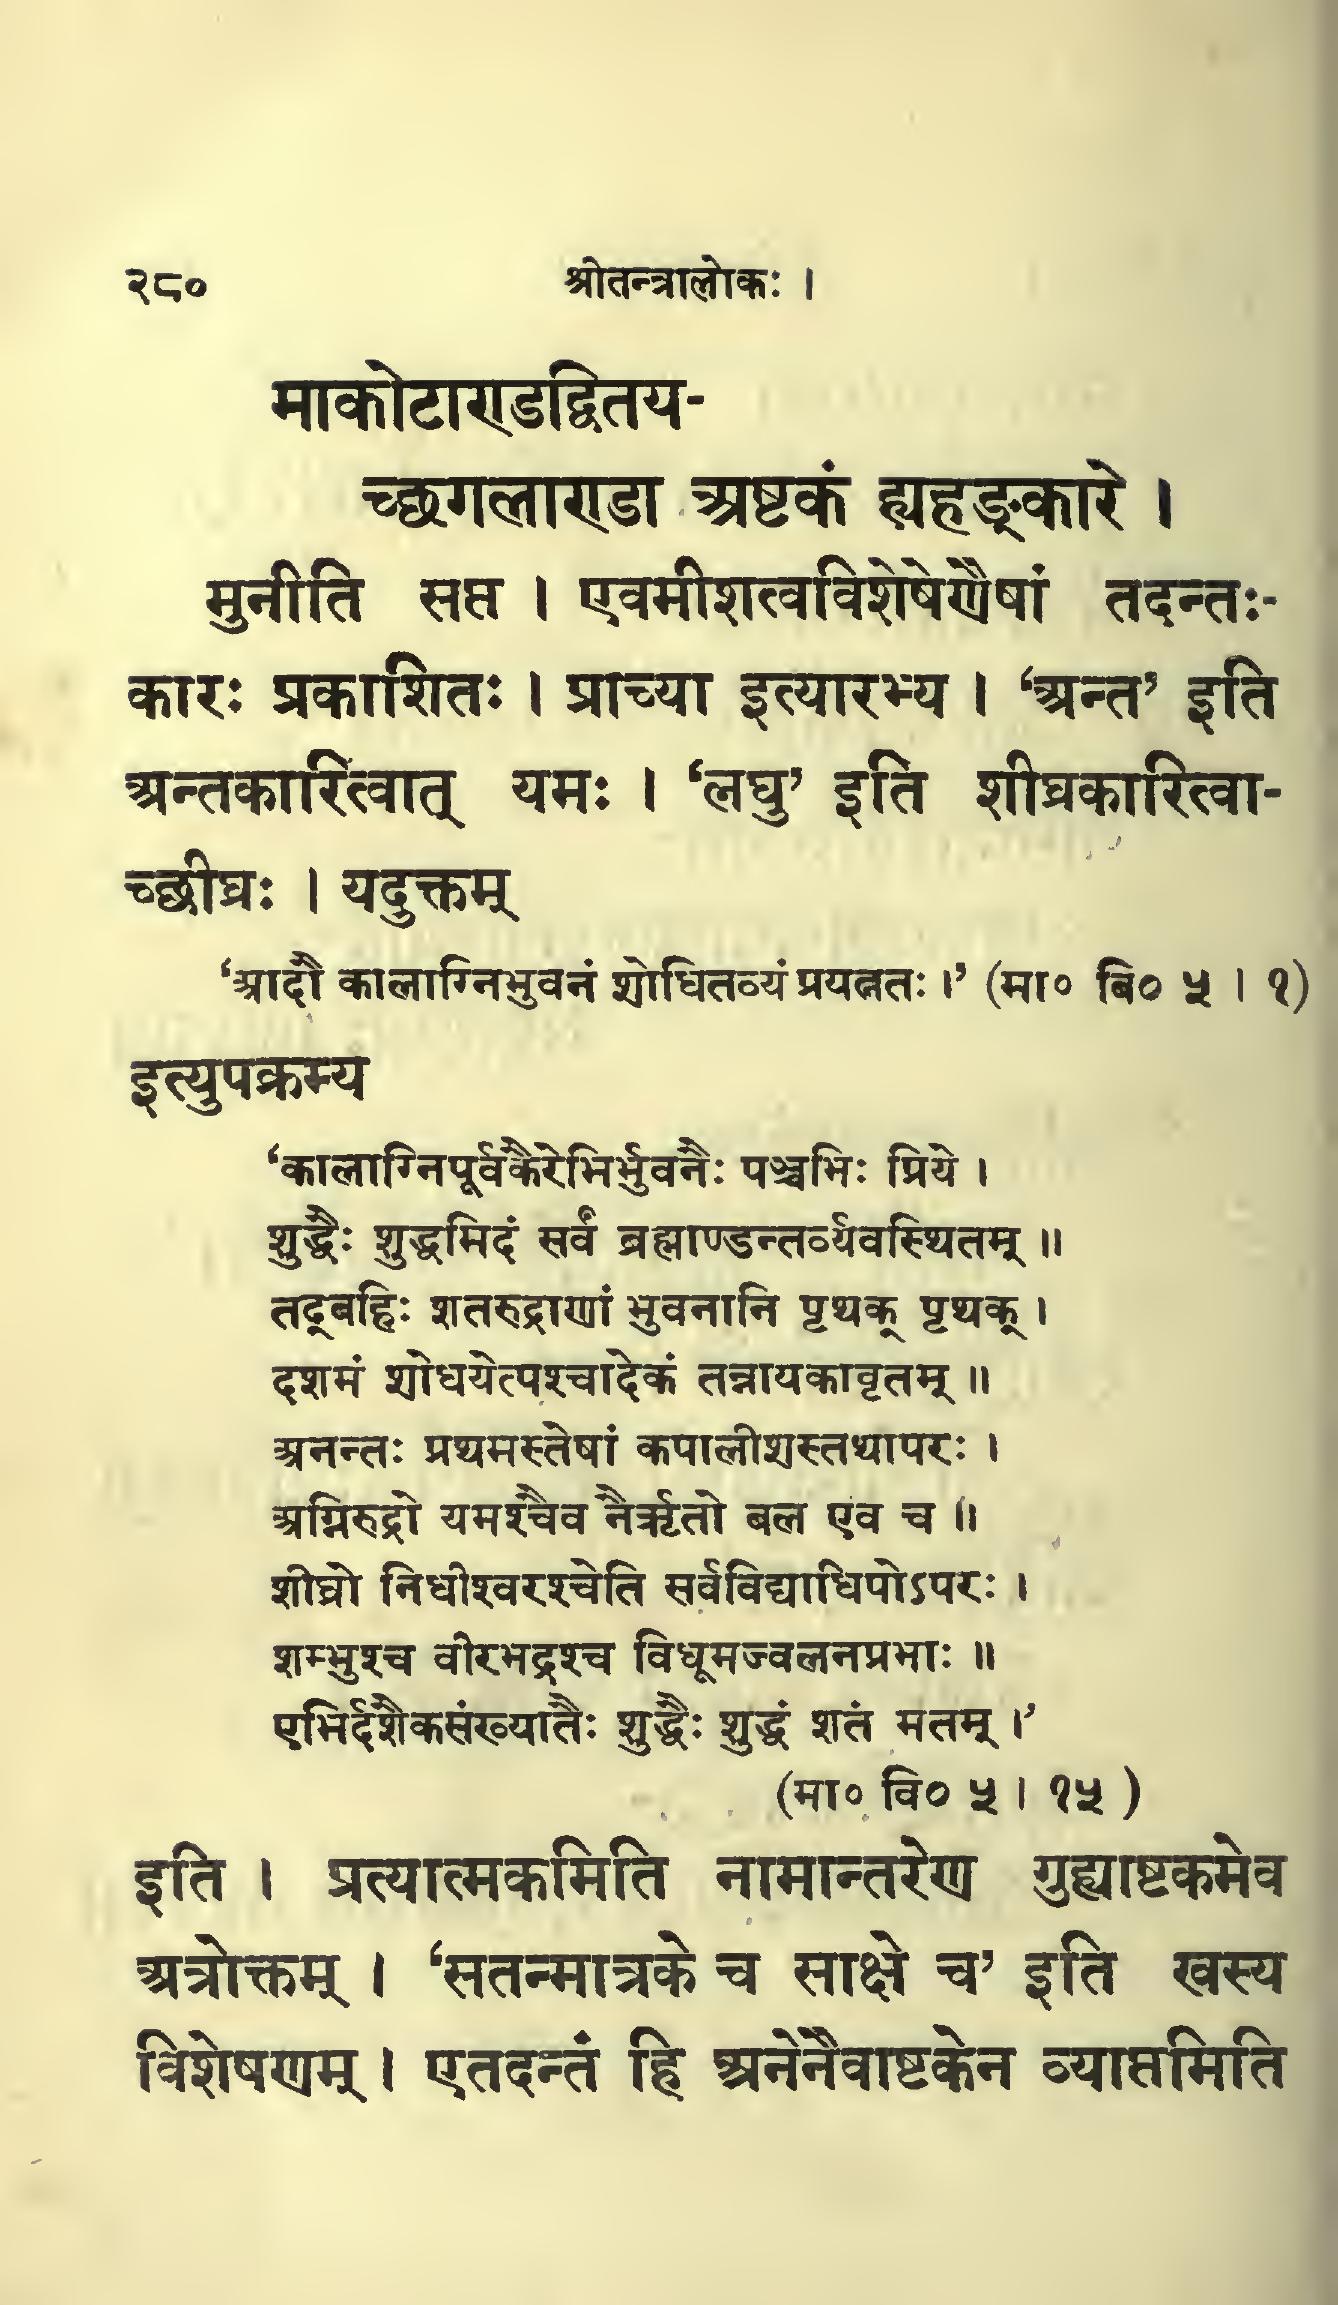 २८० श्रीतन्त्रालोकः ।
माकोटाण्डद्वितय-
च्छगलाण्डा अष्टकं ह्यहङ्कारे ।
मुनीति सप्त । एवमीशत्वविशेषेणैषां तदन्तः-
कारः प्रकाशितः । प्राच्या इत्यारभ्य । ‘अन्त’ इति
अन्तकारित्वात् यमः । ‘लघु’ इति शीघ्रकारित्वा-
च्छीघ्रः । यदुक्तम्
‘आदौ कालाग्निभुवनं शोधितव्यं प्रयत्नतः ।’ (मा० बि० ५ । १)
इत्युपक्रम्य
‘कालाग्निपूर्वकैरेभिर्भुवनैः पञ्चभिः प्रिये ।
शुद्धैः शुद्धमिदं सर्वं ब्रह्माण्डन्तर्व्यवस्थितम् ॥
तद्बहिः शतरुद्राणां भुवनानि पृथक् पृथक् ।
दशमं शोधयेत्पश्चादेकं तन्नायकावृतम् ॥
अनन्तः प्रथमस्तेषां कपालीशस्तथापरः ।
अग्निरुद्रो यमश्चैव नैरृतो बल एव च ॥
शीघ्रो निधीश्वरश्चेति सर्वविद्याधिपोऽपरः ।
शम्भुश्च वीरभद्रश्च विधूमज्वलनप्रभाः ॥
एभिर्दशैकसंख्यातैः शुद्धैः शुद्धं शतं मतम् ।’
(मा० वि० ५ । १५ )
इति । प्रत्यात्मकमिति नामान्तरेण गुह्याष्टकमेव
अत्रोक्तम् । ‘सतन्मात्रके च साक्षे च’ इति खस्य
विशेषणम् । एतदन्तं हि अनेनैवाष्टकेन व्याप्तमिति